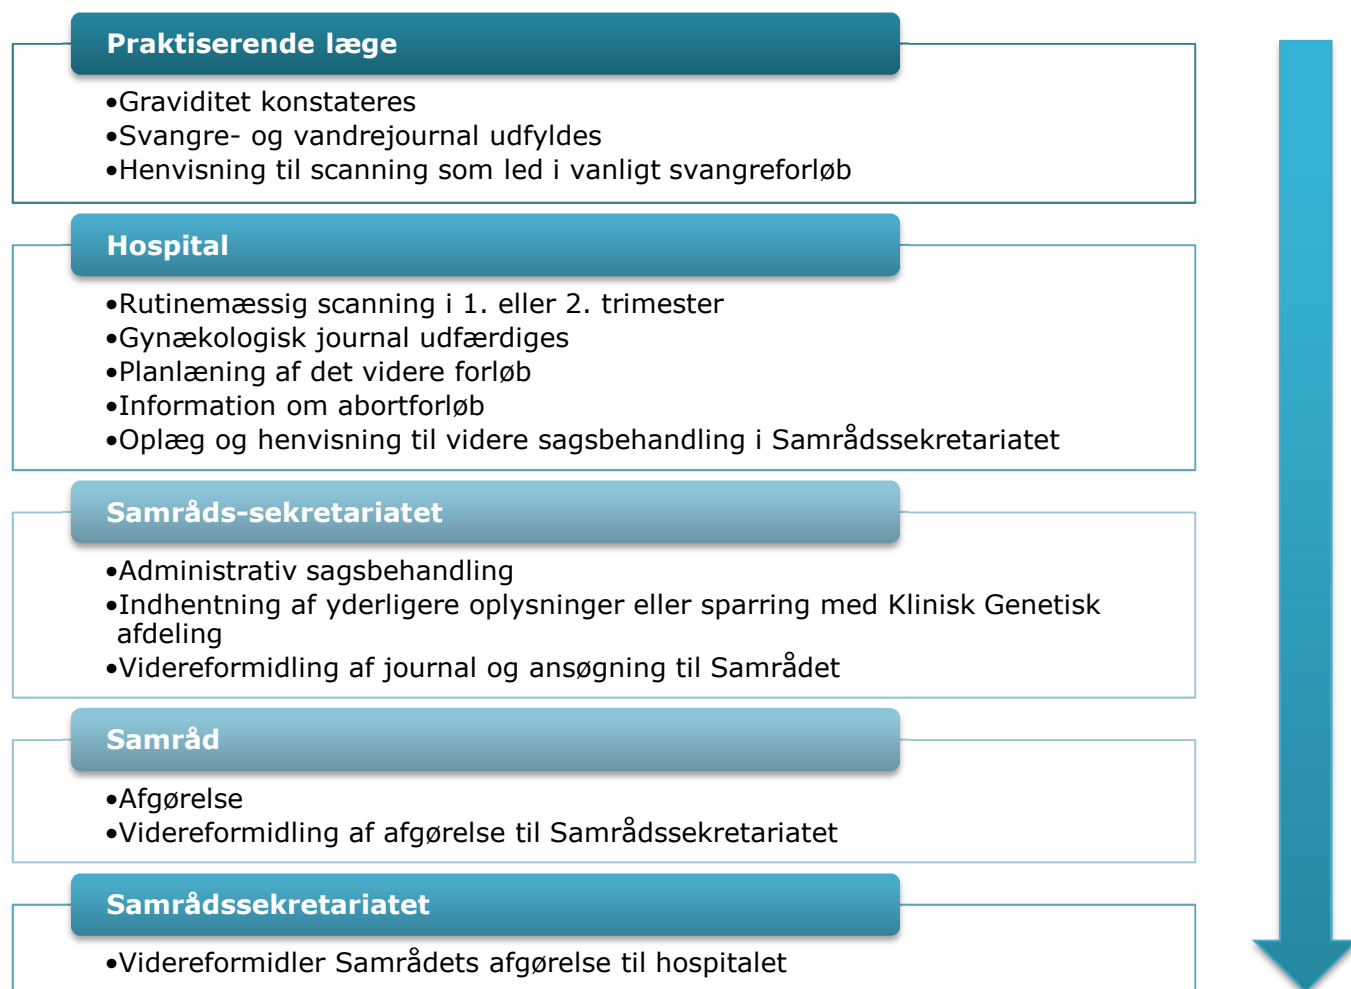 Praktiserende læge
•Graviditet konstateres
•Svangre- og vandrejournal udfyldes
•Henvisning til scanning som led i vanligt svangreforløb
Hospital
•Rutinemæssig scanning i 1. eller 2. trimester
•Gynækologisk journal udfærdiges
•Planlæning af det videre forløb
•Information om abortforløb
•Oplæg og henvisning til videre sagsbehandling i Samrådssekretariatet
Samråds-sekretariatet
•Administrativ sagsbehandling
•Indhentning af yderligere oplysninger eller sparring med Klinisk Genetisk
afdeling
•Videreformidling af journal og ansøgning til Samrådet
Samråd
•Afgørelse
•Videreformidling af afgørelse til Samrådssekretariatet
Samrådssekretariatet
•Videreformidler Samrådets afgørelse til hospitalet